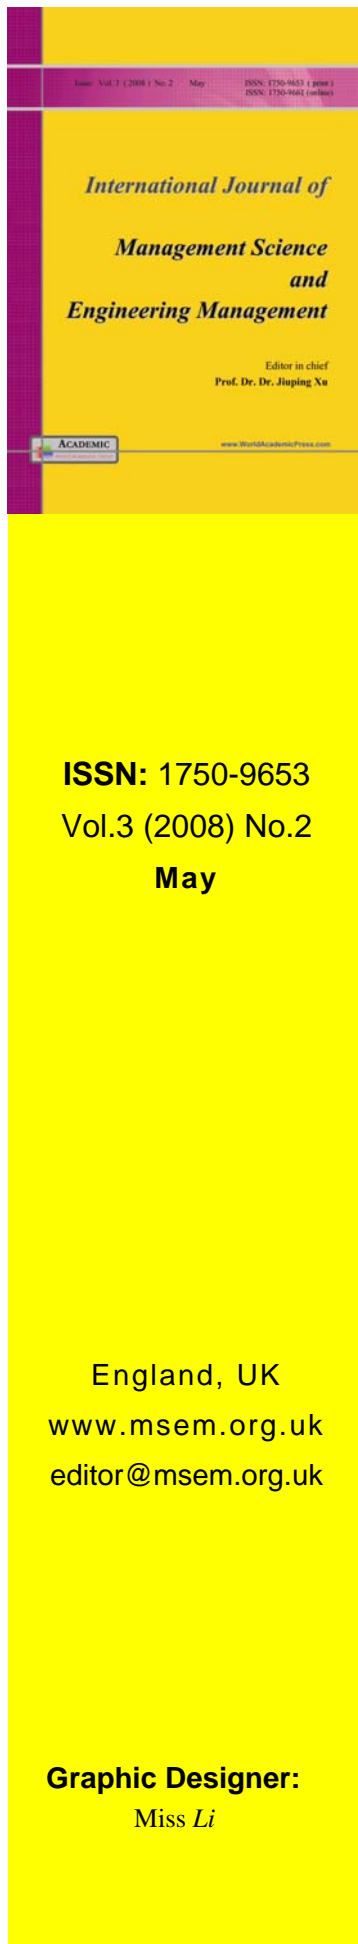 Issue: Vol.3 (2008) No.2 May ISSN: 1750-9653 ( print )
ISSN: 1750-9661 (online)
International Journal of
Management Science
and
Engineering Management
Editor in chief
Prof. Dr. Dr. Jiuping Xu
ACADEMIC
www.WorldAcademicPress.com
ISSN: 1750-9653
Vol.3 (2008) No.2
May
England, UK
www.msem.org.uk
editor@msem.org.uk
Graphic Designer:
Miss Li